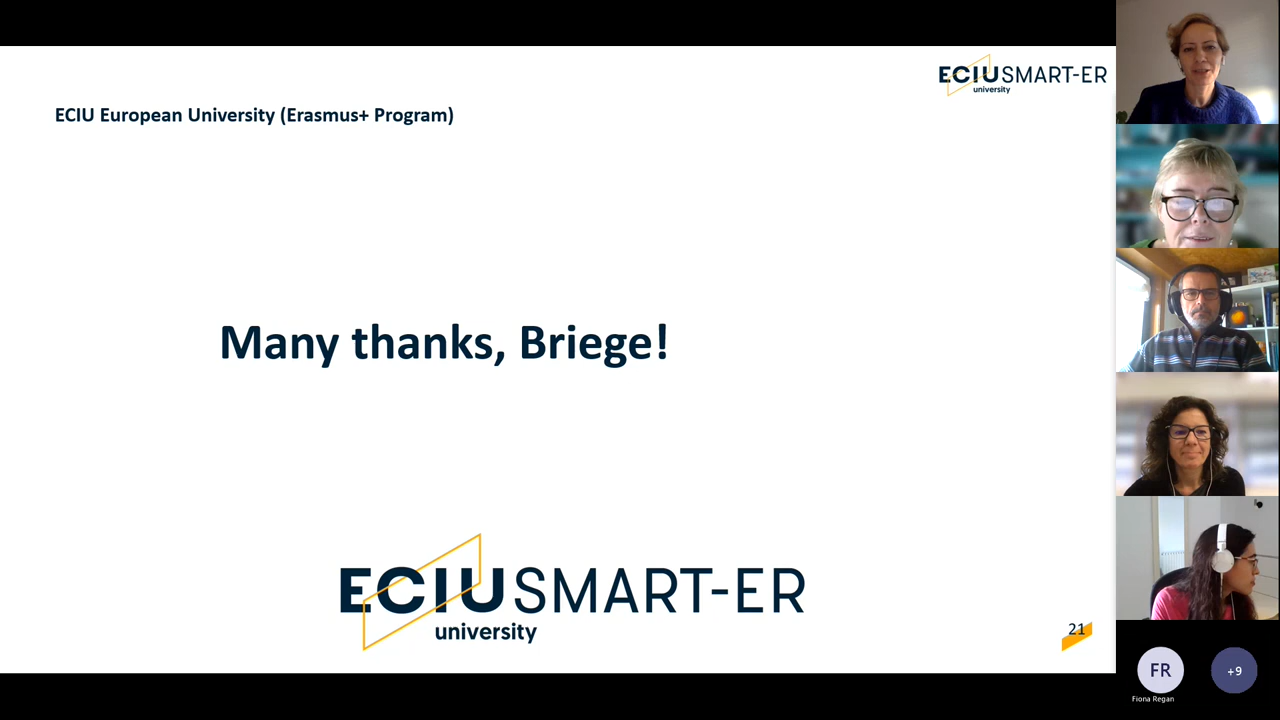 ECIU SMART-ER
university
ECIU European University (Erasmus+ Program)
Many thanks, Briege!
ECIU SMART-ER
university
21
FR
+9
Fiona Regan